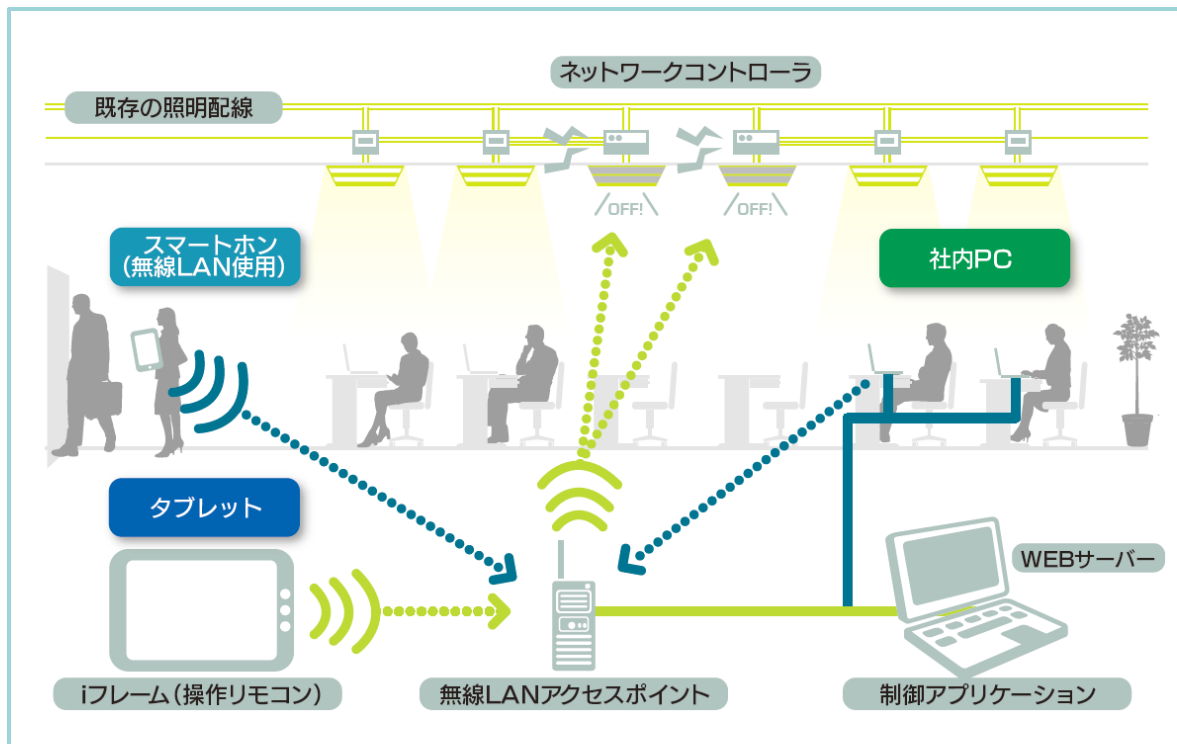 ネットワークコントローラ
既存の照明配線
OFF!
OFF!
スマートホン
(無線LAN使用)
社内PC
タブレット
WEBサーバー
iフレーム(操作リモコン)
無線LANアクセスポイント
制御アプリケーション